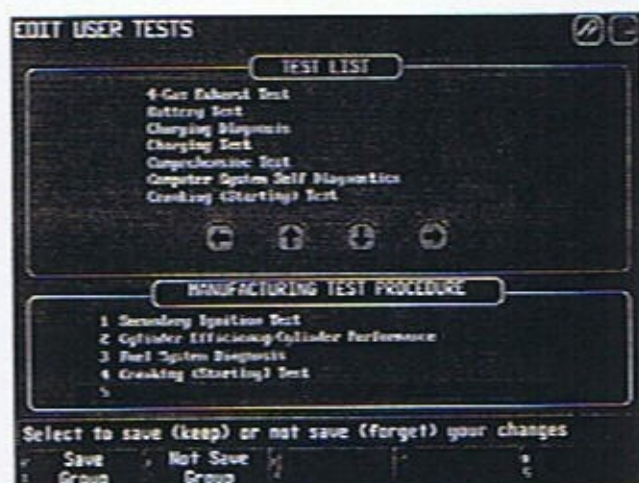 EDIT USER TESTS
TEST LIST
4-Gas Exhaust Test
Battery Test
Charging Diagnosis
Charging Test
Comprehensive Test
Computer System Self Diagnostics
Cranking (Starting) Test
MANUFACTURING TEST PROCEDURE
1 Secondary Ignition Test
2 Cylinder Efficiency/Cylinder Performance
3 Fuel System Diagnosis
4 Cranking (Starting) Test
5
Select to save (keep) or not save (forget) your changes
Save Group
Not Save Group